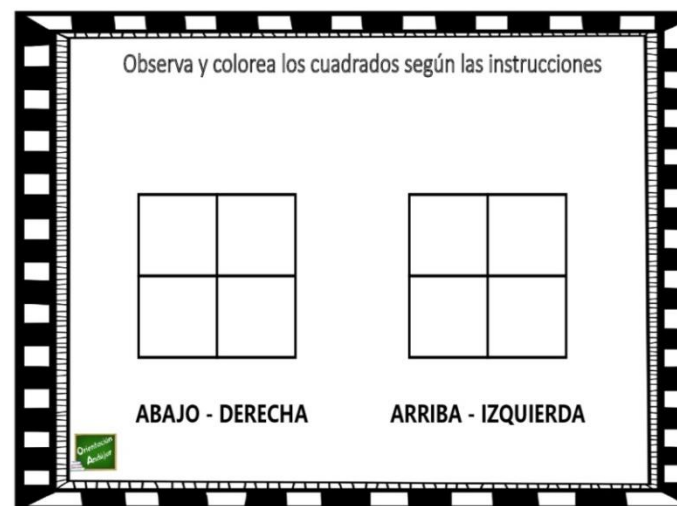 Observa y colorea los cuadrados según las instrucciones
ABAJO - DERECHA
ARRIBA - IZQUIERDA
Orientación
Andújar